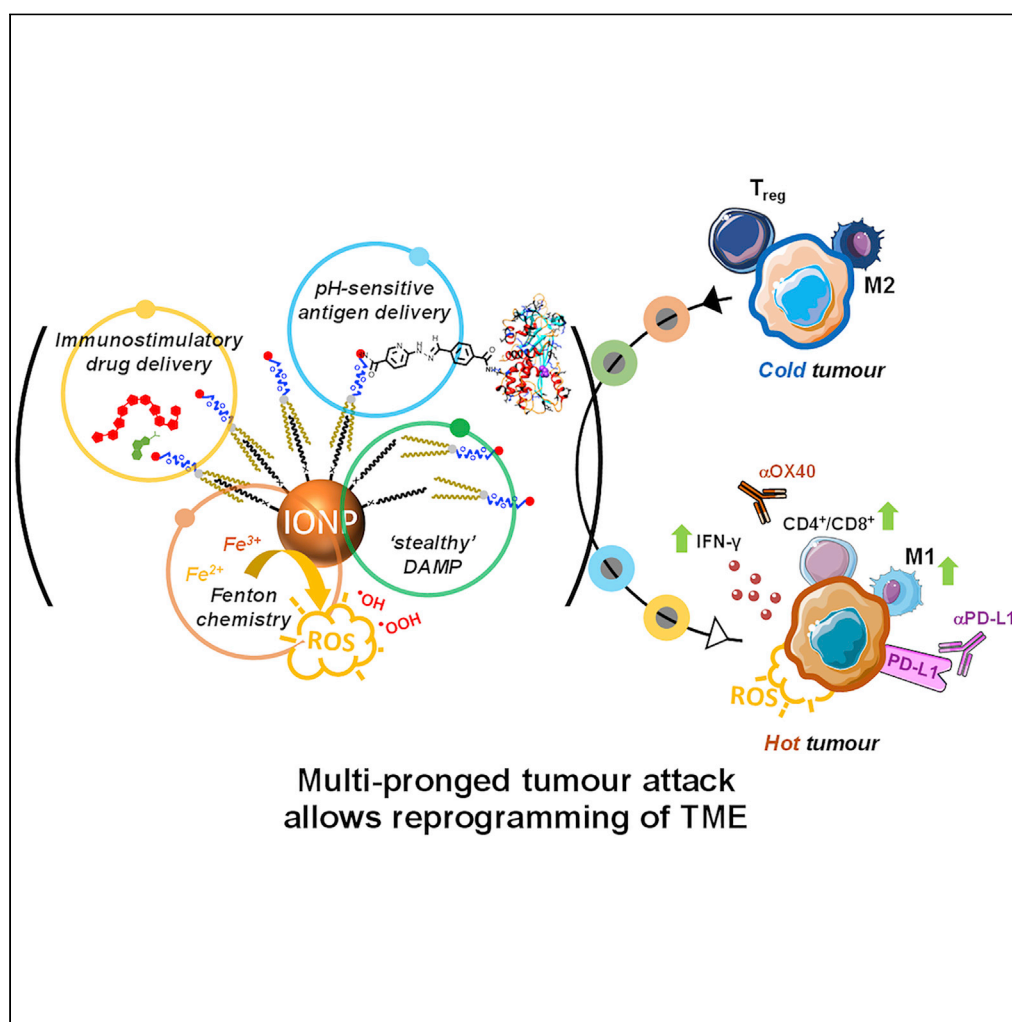 Immunostimulatory
drug delivery
pH-sensitive
antigen delivery
IONP
Fe³⁺
Fe²⁺
Fenton
chemistry
ROS
•OH
•OOH
'stealthy'
DAMP
Treg
M2
Cold tumour
αOX40
CD4⁺/CD8⁺
IFN-γ
M1
αPD-L1
PD-L1
ROS
Hot tumour
Multi-pronged tumour attack
allows reprogramming of TME